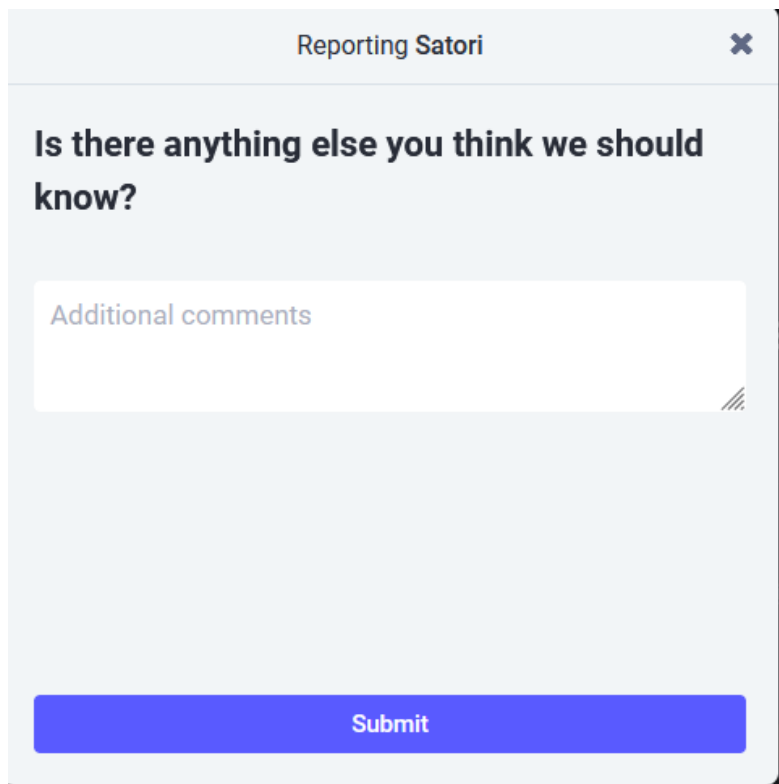 Reporting Satori
Is there anything else you think we should
know?
Additional comments
Submit